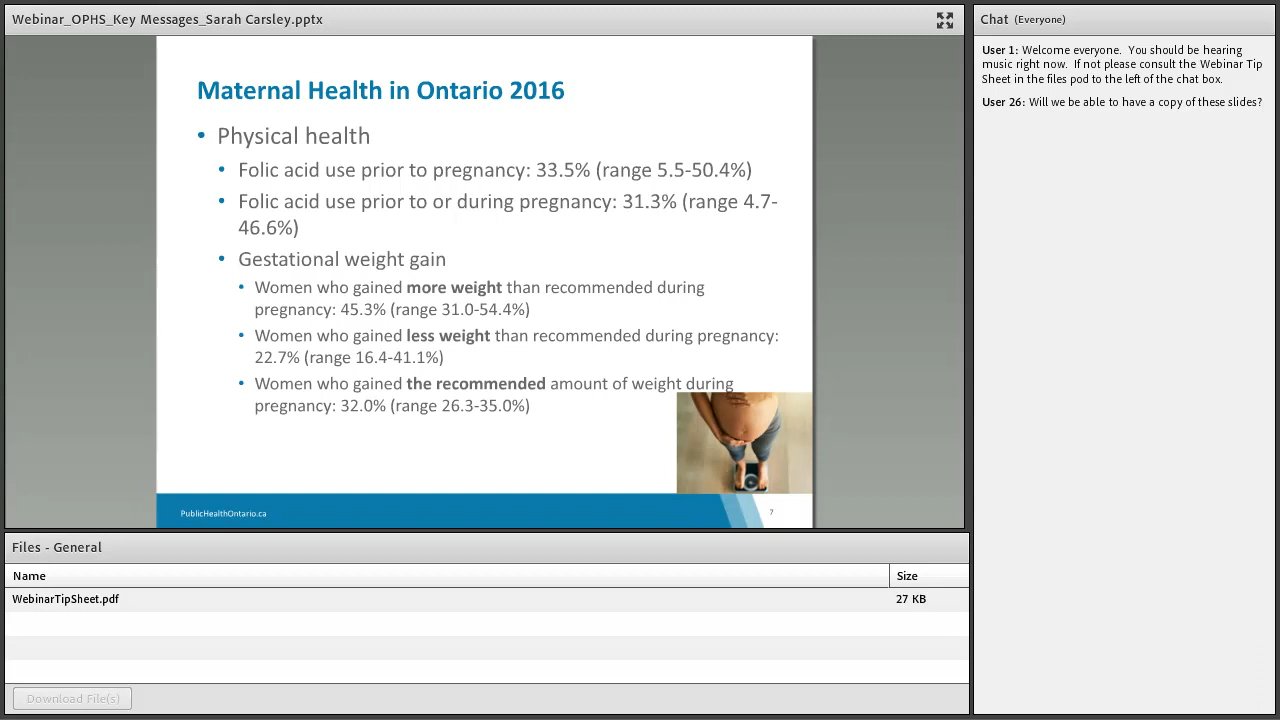 Webinar_OPHS_Key Messages_Sarah Carsley.pptx
Maternal Health in Ontario 2016
• Physical health
• Folic acid use prior to pregnancy: 33.5% (range 5.5-50.4%)
• Folic acid use prior to or during pregnancy: 31.3% (range 4.7-
46.6%)
• Gestational weight gain
• Women who gained more weight than recommended during
pregnancy: 45.3% (range 31.0-54.4%)
• Women who gained less weight than recommended during pregnancy:
22.7% (range 16.4-41.1%)
• Women who gained the recommended amount of weight during
pregnancy: 32.0% (range 26.3-35.0%)
PublicHealthOntario.ca
7
Files - General
Name Size
WebinarTipSheet.pdf 27 KB
Download File(s)
Chat (Everyone)
User 1: Welcome everyone. You should be hearing
music right now. If not please consult the Webinar Tip
Sheet in the files pod to the left of the chat box.
User 26: Will we be able to have a copy of these slides?